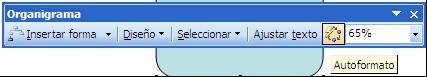 Organigrama
Insertar forma Diseño Seleccionar Ajustar texto 65%
Autoformato